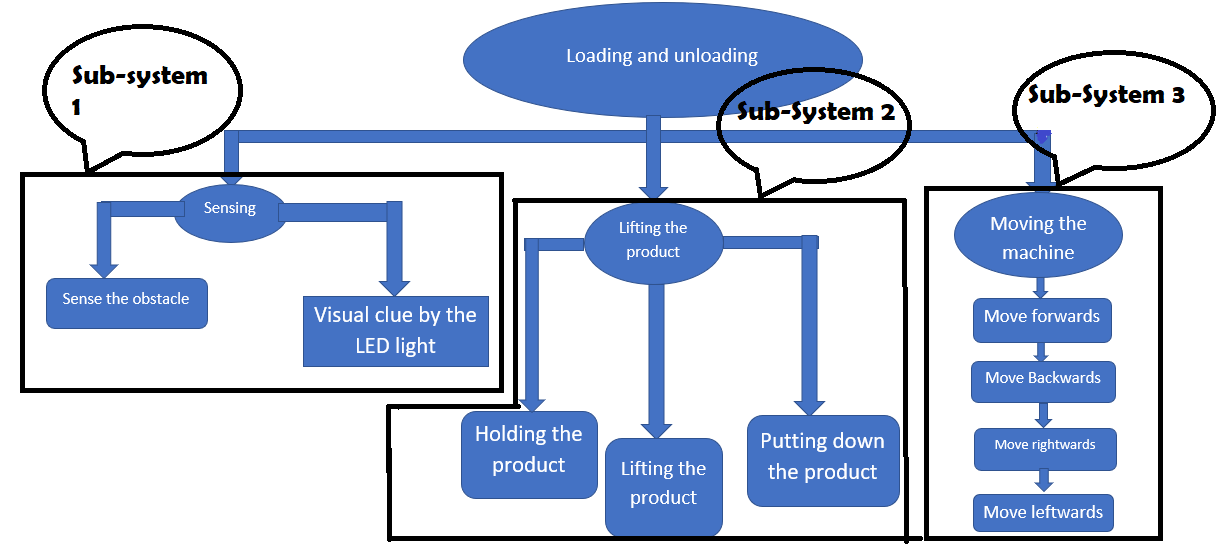 Loading and unloading
Sub-system
1
Sub-System 2
Sub-System 3
Sensing
Sense the obstacle
Visual clue by the
LED light
Lifting the
product
Holding the
product
Lifting the
product
Putting down
the product
Moving the
machine
Move forwards
Move Backwards
Move rightwards
Move leftwards